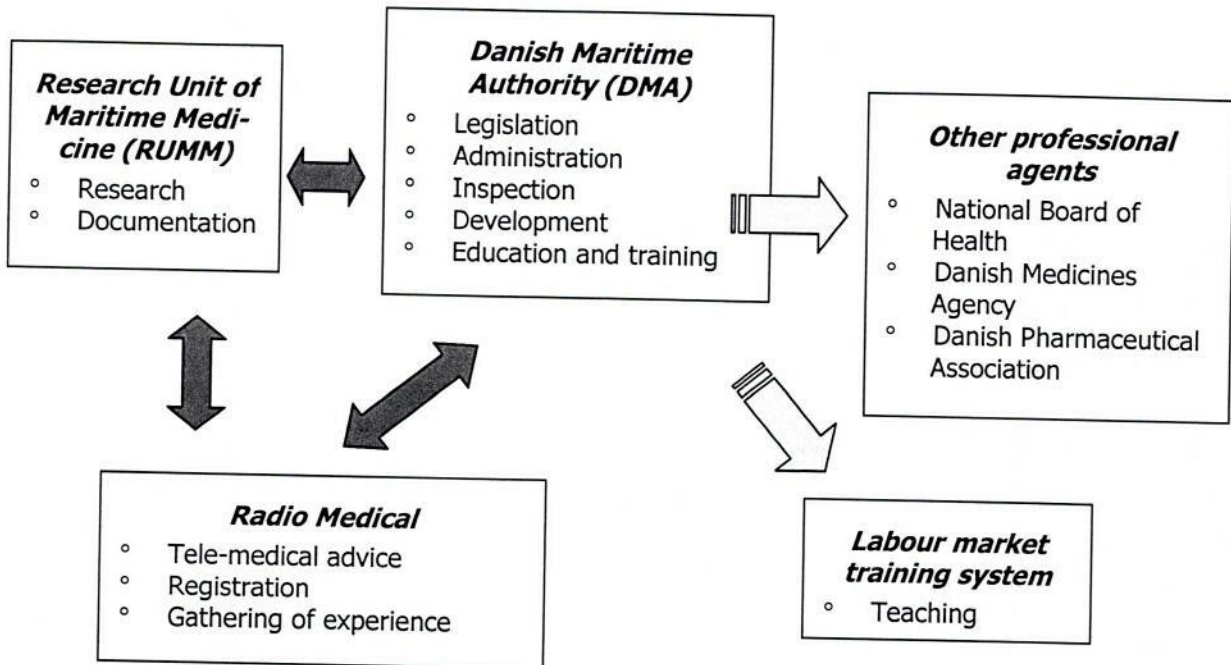 Research Unit of
Maritime Medi-
cine (RUMM)
° Research
° Documentation
Danish Maritime
Authority (DMA)
° Legislation
° Administration
° Inspection
° Development
° Education and training
Other professional
agents
° National Board of
Health
° Danish Medicines
Agency
° Danish Pharmaceutical
Association
Radio Medical
° Tele-medical advice
° Registration
° Gathering of experience
Labour market
training system
° Teaching